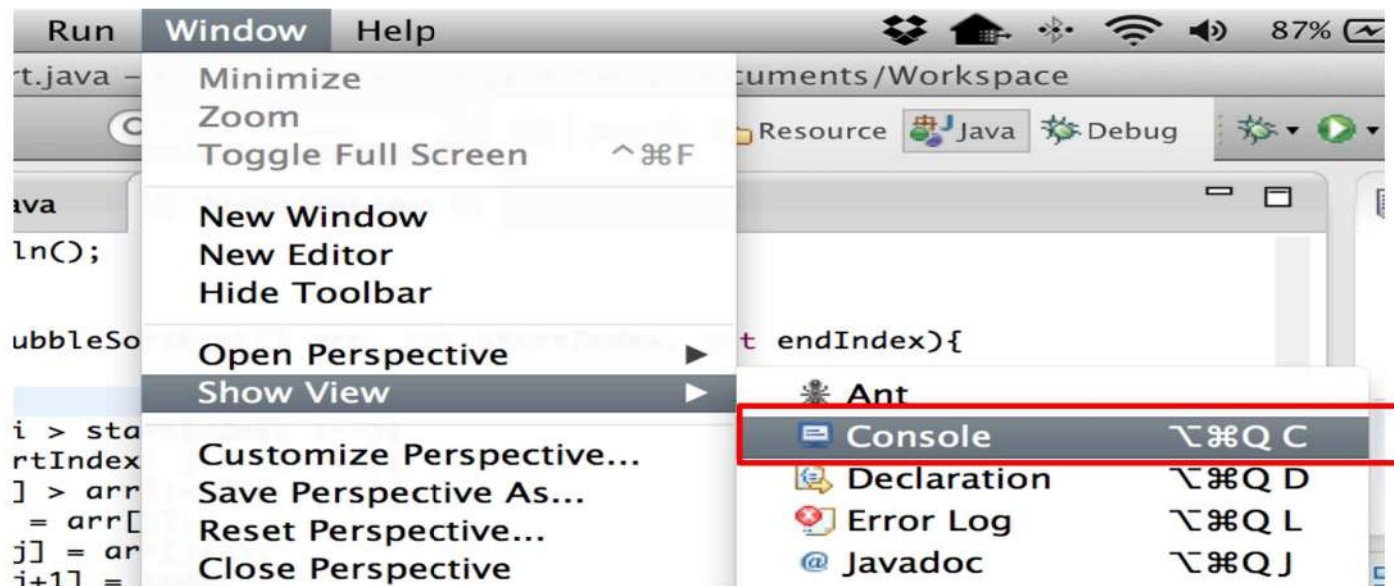 Run Window Help 87%
rt.java – cuments/Workspace
Minimize
Zoom
Toggle Full Screen ^⌘F
Resource Java Debug
ava
New Window
New Editor
Hide Toolbar
ln();
ubbleSo t endIndex){
Open Perspective ▶
Show View ▶
Ant
Console ⌥⌘Q C
Declaration ⌥⌘Q D
Error Log ⌥⌘Q L
@ Javadoc ⌥⌘Q J
Customize Perspective...
Save Perspective As...
Reset Perspective...
Close Perspective
i > sta
rtIndex
] > arr
= arr[
j] = ar
j+1] =